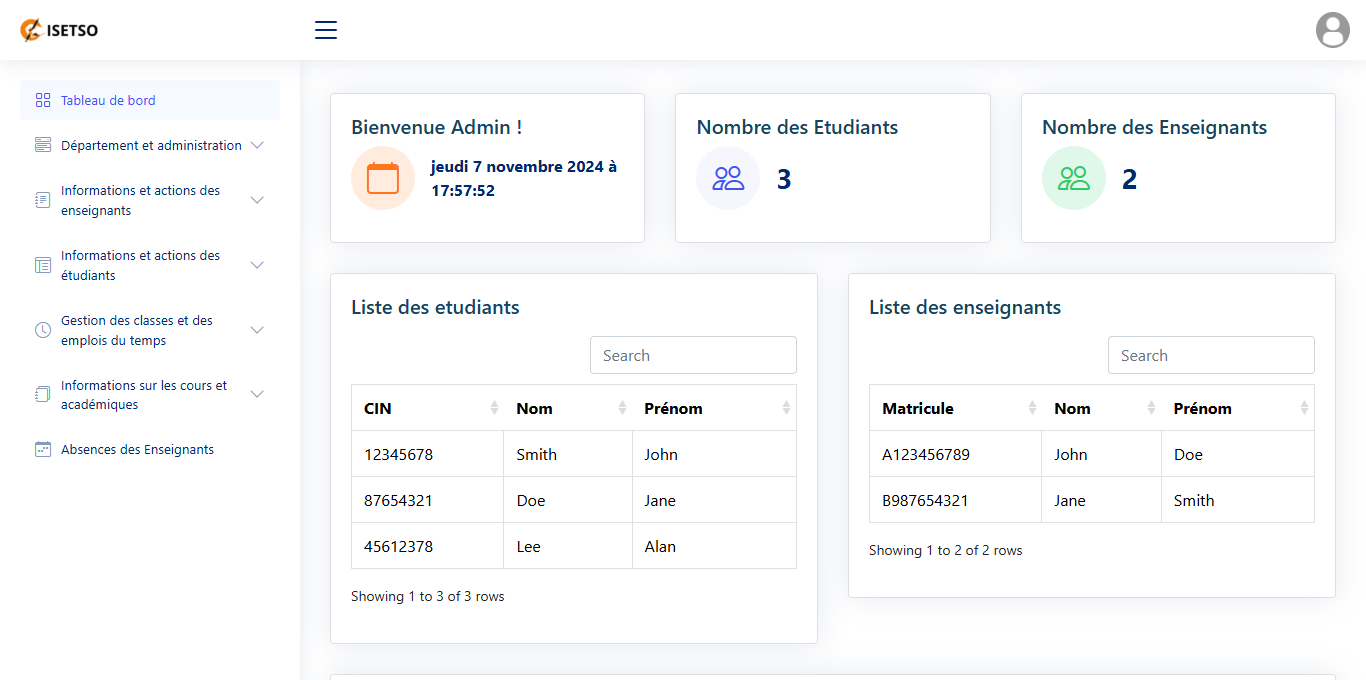 ISETSO
Tableau de bord
Département et administration
Informations et actions des
enseignants
Informations et actions des
étudiants
Gestion des classes et des
emplois du temps
Informations sur les cours et
académiques
Absences des Enseignants
Bienvenue Admin !
jeudi 7 novembre 2024 à
17:57:52
Nombre des Etudiants
3
Nombre des Enseignants
2
Liste des etudiants
Search
CIN Nom Prénom
12345678 Smith John
87654321 Doe Jane
45612378 Lee Alan
Showing 1 to 3 of 3 rows
Liste des enseignants
Search
Matricule Nom Prénom
A123456789 John Doe
B987654321 Jane Smith
Showing 1 to 2 of 2 rows